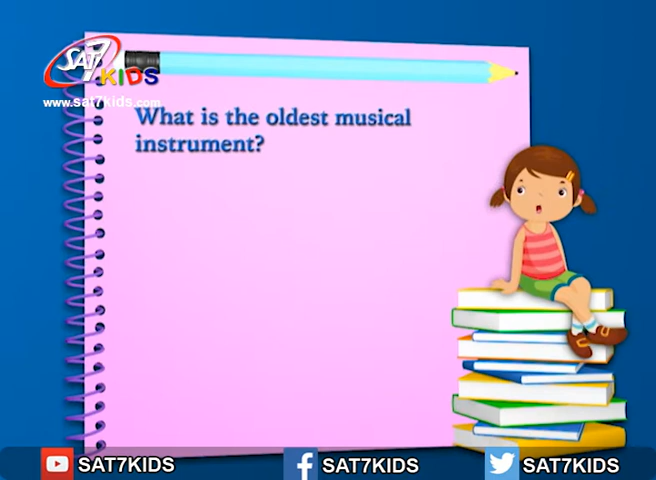 SAT7
KIDS
www.sat7kids.com
What is the oldest musical
instrument?
SAT7KIDS
SAT7KIDS
SAT7KIDS